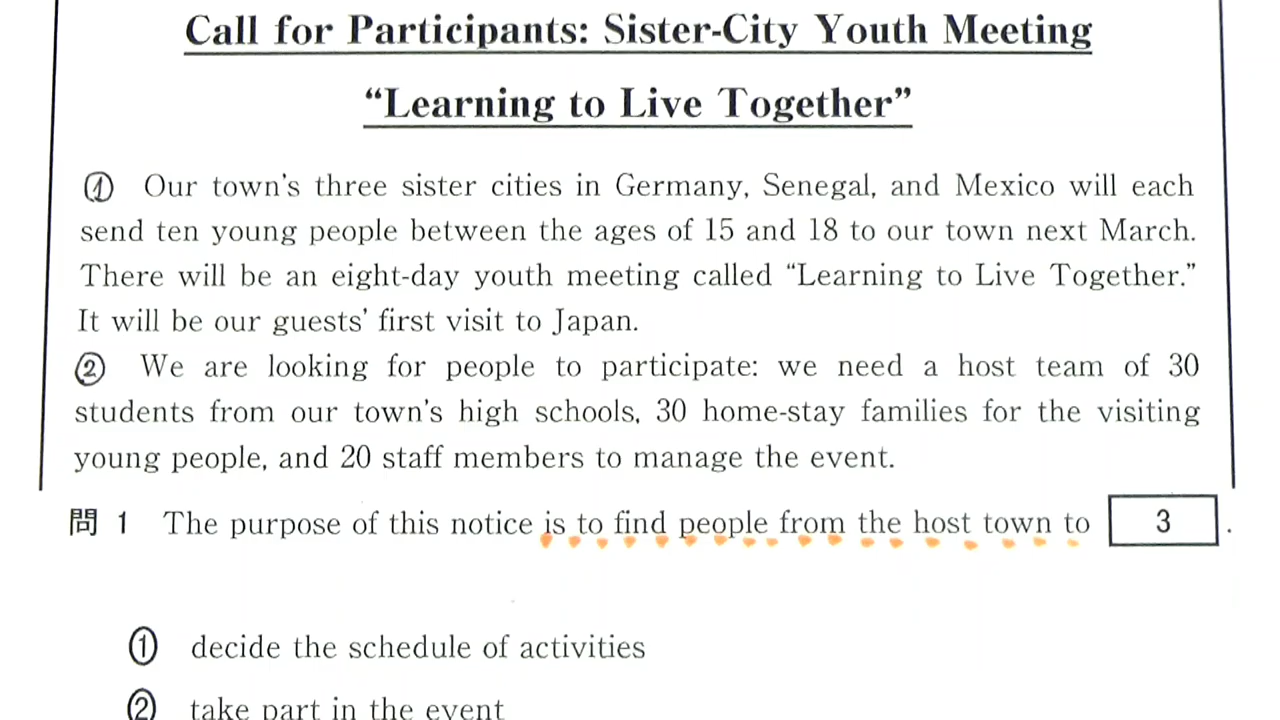 Call for Participants: Sister-City Youth Meeting
“Learning to Live Together”
① Our town’s three sister cities in Germany, Senegal, and Mexico will each
send ten young people between the ages of 15 and 18 to our town next March.
There will be an eight-day youth meeting called “Learning to Live Together.”
It will be our guests’ first visit to Japan.
② We are looking for people to participate: we need a host team of 30
students from our town’s high schools, 30 home-stay families for the visiting
young people, and 20 staff members to manage the event.
問 1 The purpose of this notice is to find people from the host town to 3 .
① decide the schedule of activities
② take part in the event